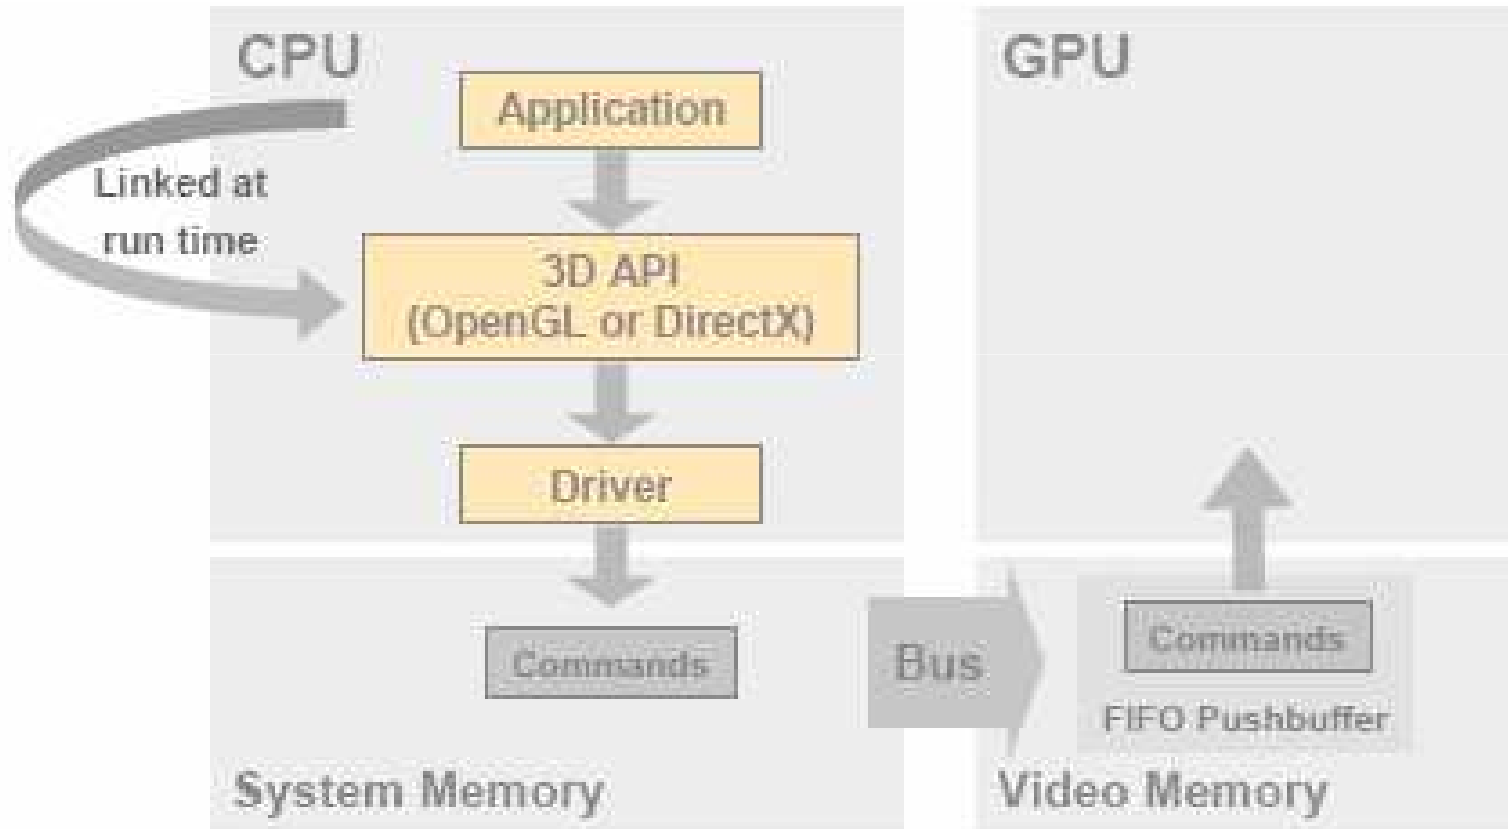 CPU
Application
Linked at
run time
3D API
(OpenGL or DirectX)
Driver
Commands
System Memory
Bus
GPU
Commands
FIFO Pushbuffer
Video Memory